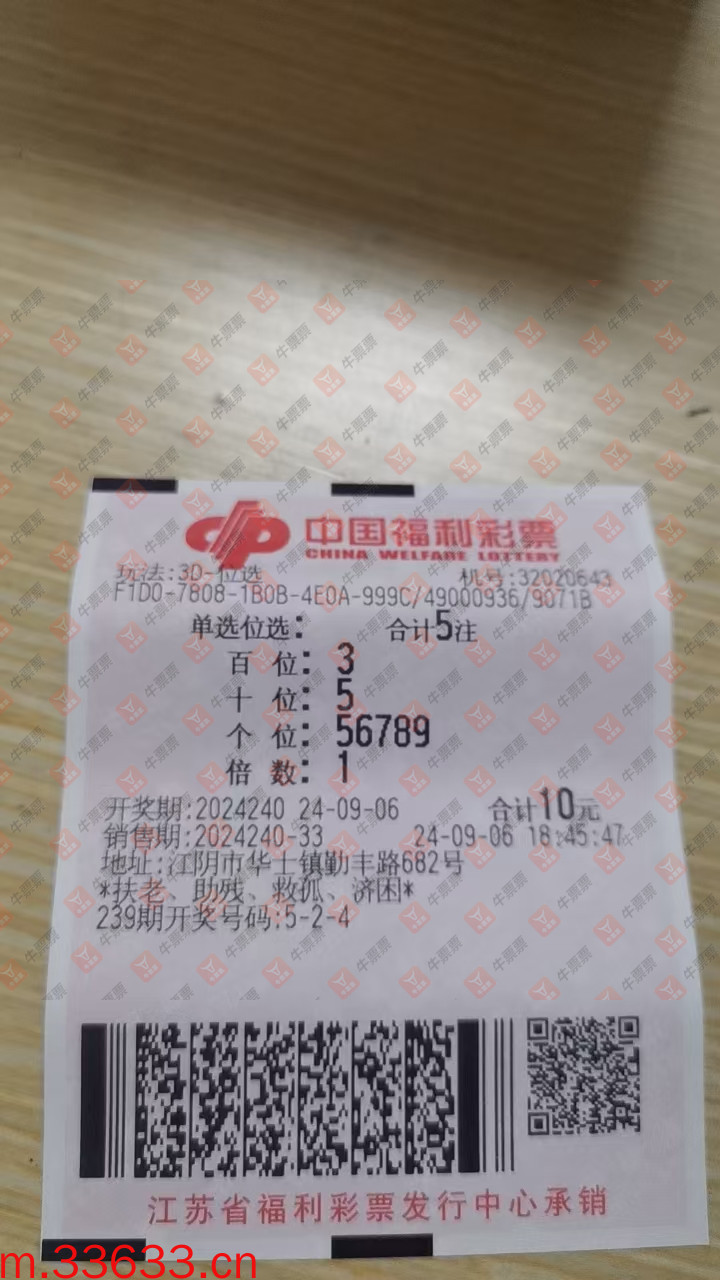 中国福利彩票
CHINA WELFARE LOTTERY
玩法:3D-位选 机号:32020643
F1D0-7808-1B0B-4E0A-999C/49000936/9071B
单选位选: 合计5注
百 位: 3
十 位: 5
个 位: 56789
倍 数: 1
开奖期:2024240 24-09-06 合计10元
销售期:2024240-33 24-09-06 18:45:47
地址:江阴市华士镇勤丰路682号
*扶老、助残、救孤、济困*
239期开奖号码:5-2-4
江苏省福利彩票发行中心承销
m.33633.cn
牛票票